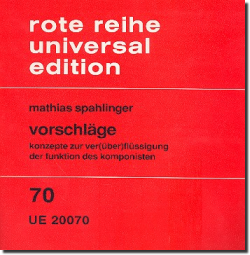 rote reihe
universal
edition
mathias spahlinger
vorschläge
konzepte zur ver(über)flüssigung
der funktion des komponisten
70
UE 20070